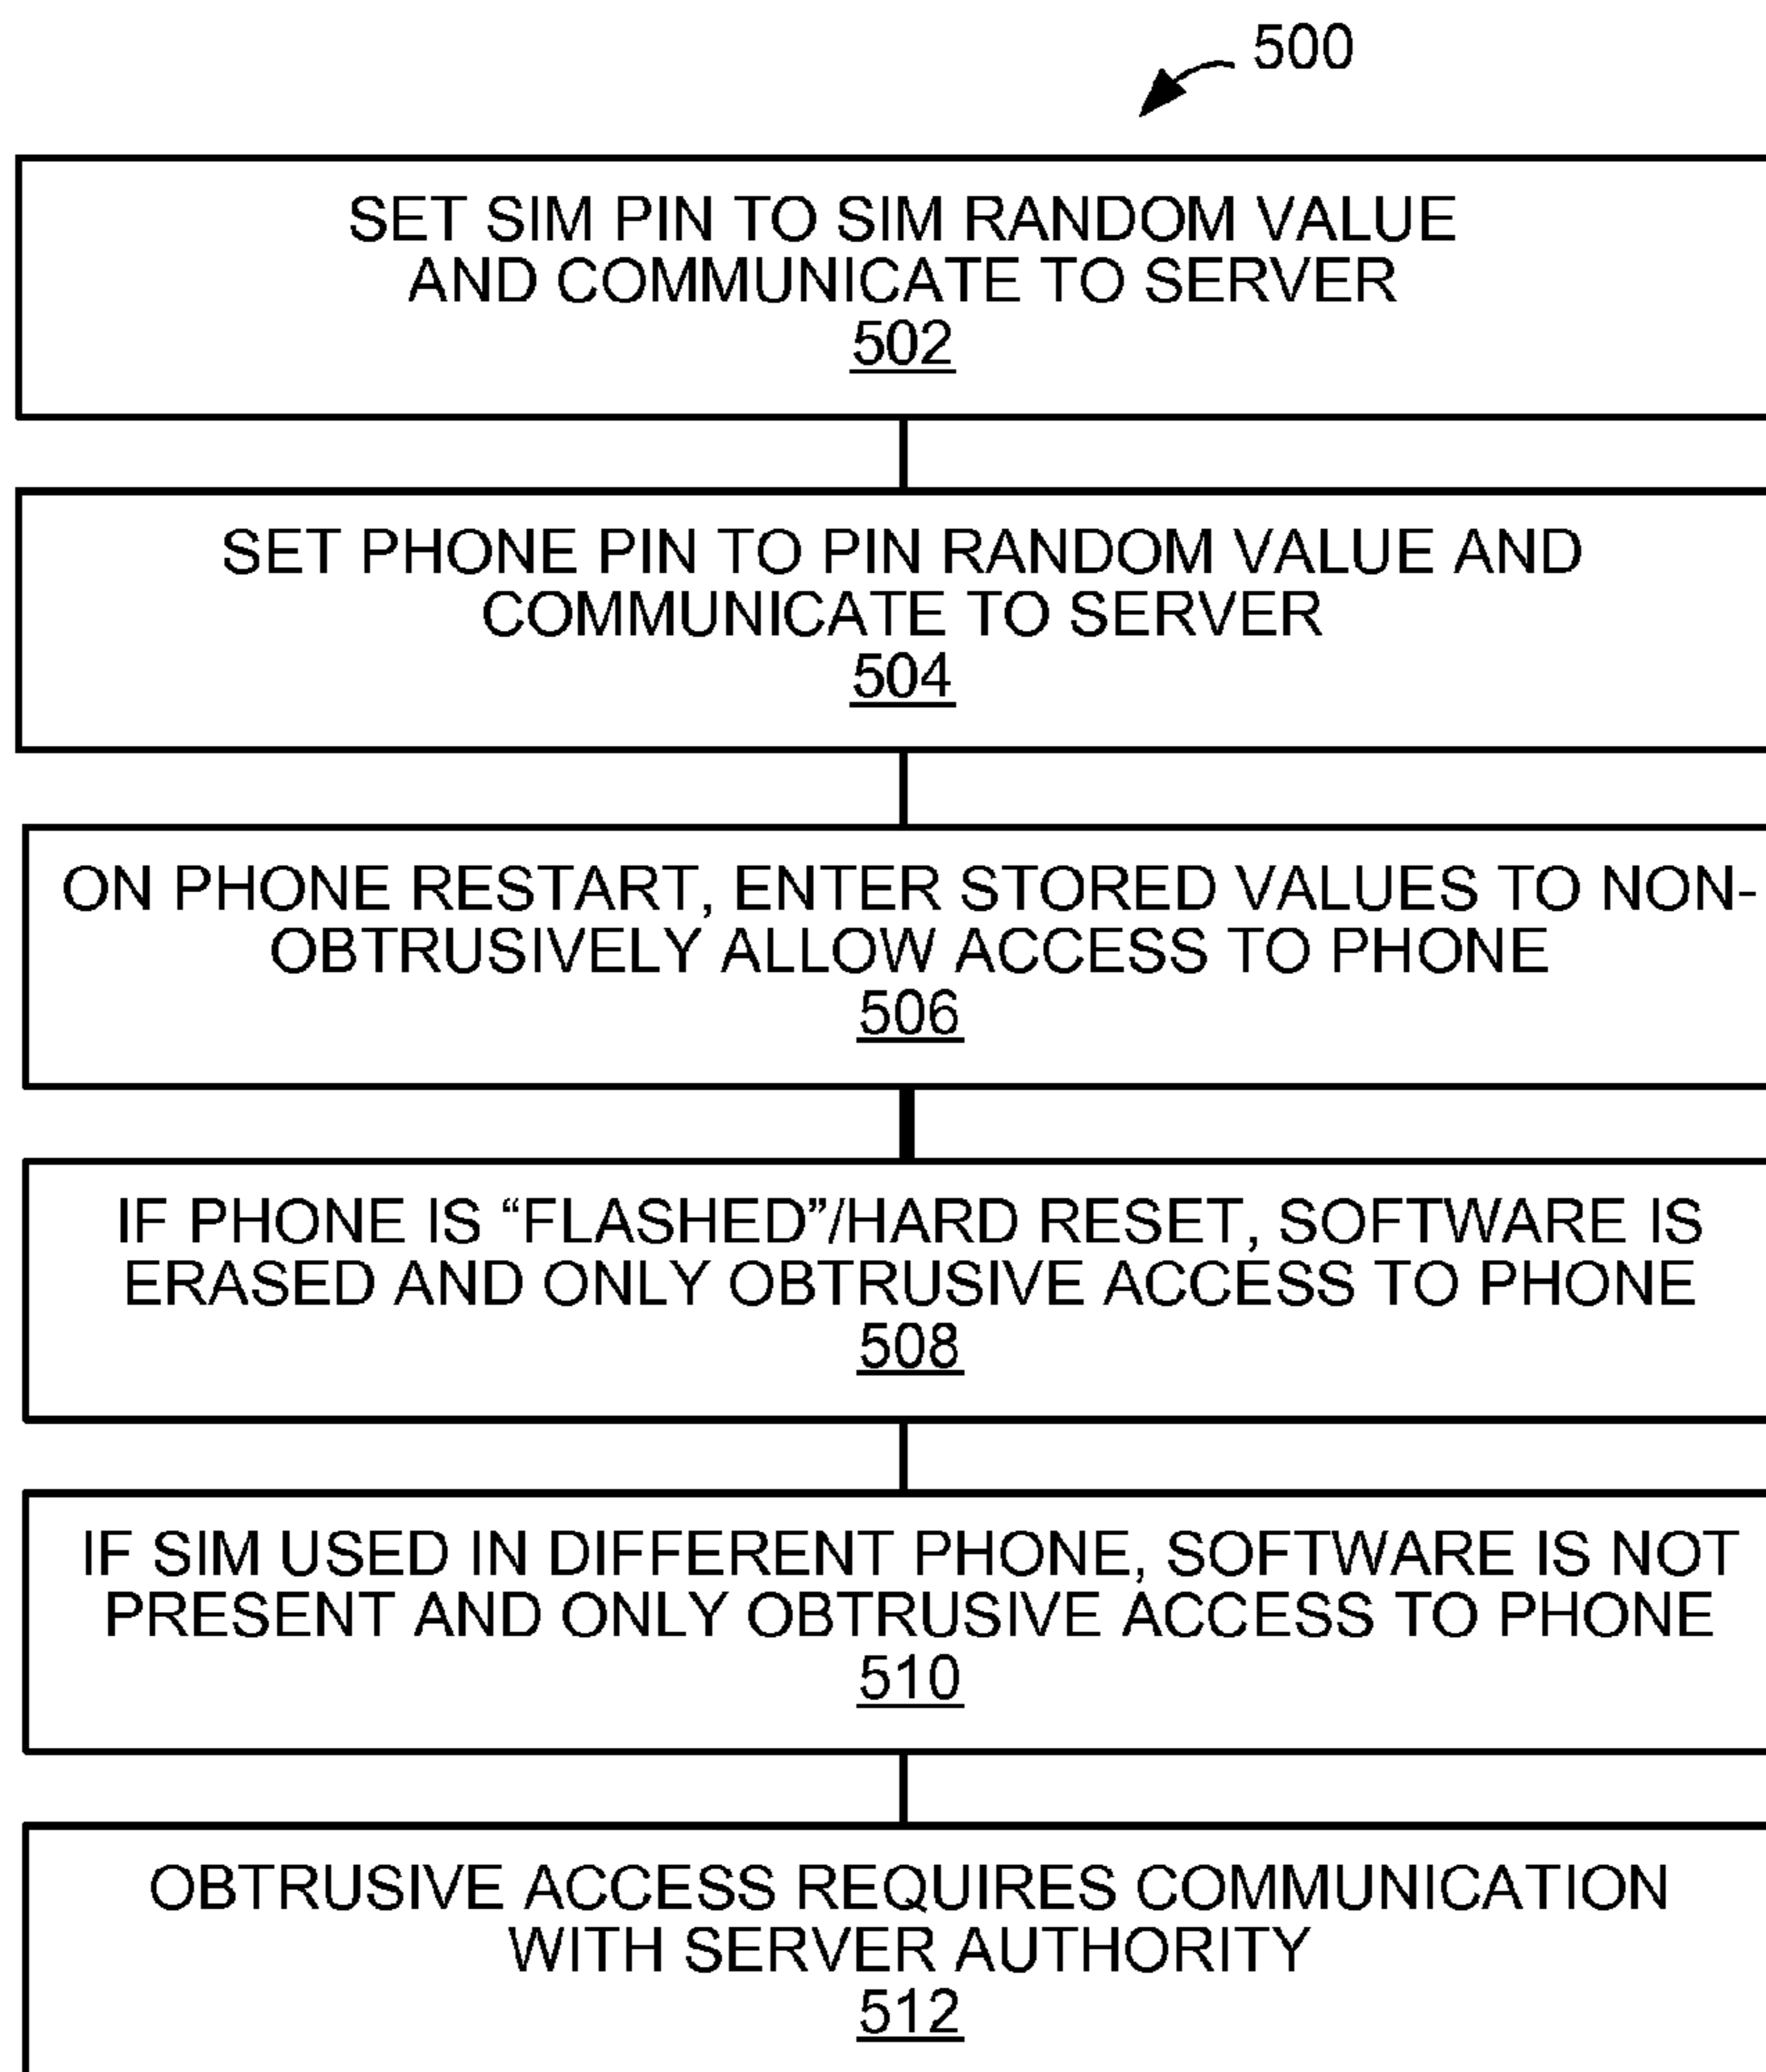 500
SET SIM PIN TO SIM RANDOM VALUE
AND COMMUNICATE TO SERVER
502
SET PHONE PIN TO PIN RANDOM VALUE AND
COMMUNICATE TO SERVER
504
ON PHONE RESTART, ENTER STORED VALUES TO NON-
OBTRUSIVELY ALLOW ACCESS TO PHONE
506
IF PHONE IS “FLASHED”/HARD RESET, SOFTWARE IS
ERASED AND ONLY OBTRUSIVE ACCESS TO PHONE
508
IF SIM USED IN DIFFERENT PHONE, SOFTWARE IS NOT
PRESENT AND ONLY OBTRUSIVE ACCESS TO PHONE
510
OBTRUSIVE ACCESS REQUIRES COMMUNICATION
WITH SERVER AUTHORITY
512